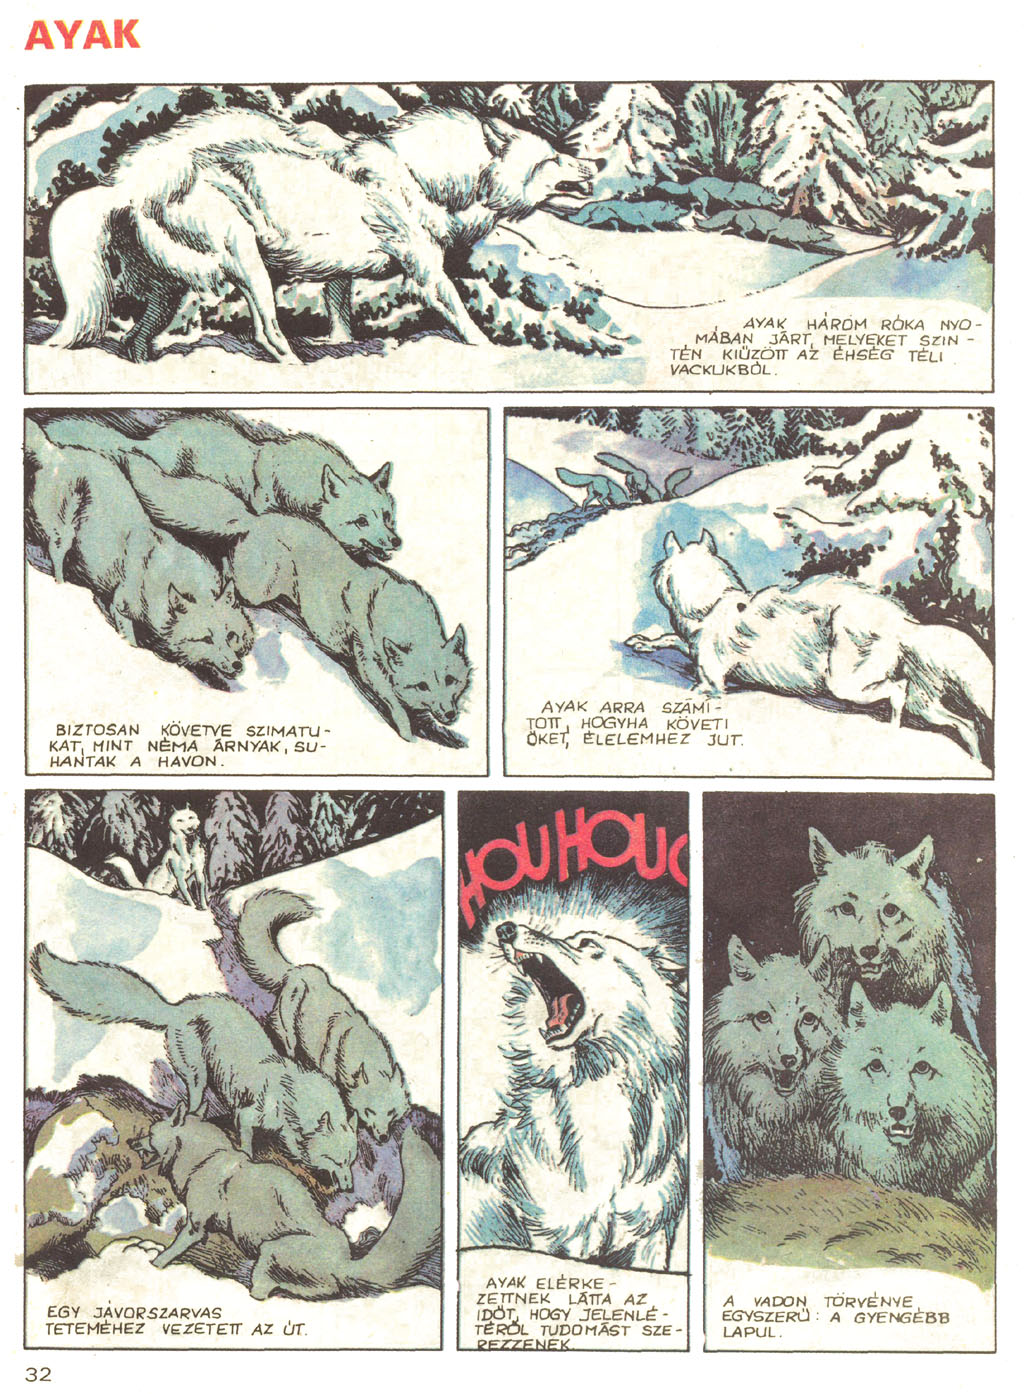 AYAK
AYAK HÁROM RÓKA NYO-
MÁBAN JÁRT, MELYEKET SZIN-
TÉN KIŰZÖTT AZ ÉHSÉG TÉLI
VACKUKBÓL.
BIZTOSAN KÖVETVE SZIMATU-
KAT, MINT NÉMA ÁRNYAK, SU-
HANTAK A HAVON.
AYAK ARRA SZÁMÍ-
TOTT, HOGYHA KÖVETI
ŐKET, ÉLELEMHEZ JUT.
EGY JÁVORSZARVAS
TETEMÉHEZ VEZETETT AZ ÚT.
HOUHOUO
AYAK ELÉRKE-
ZETTNEK LÁTTA AZ
IDŐT, HOGY JELENLÉ-
TÉRŐL TUDOMÁST SZE-
REZZENEK.
A VADON TÖRVÉNYE
EGYSZERŰ: A GYENGÉBB
LAPUL.
32